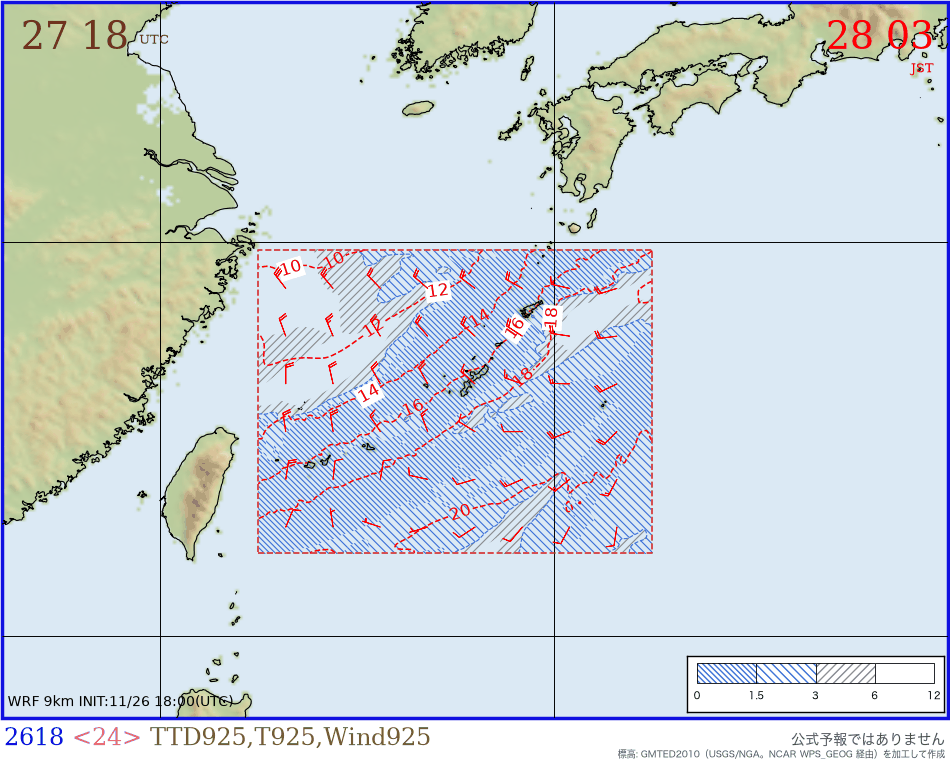 27 18 UTC
28 03
JST
10
10
22
12
12
14
18
16
18
14
16
20
WRF 9km INIT:11/26 18:00(UTC)
0 1.5 3 6 12
2618 <24> TTD925,T925,Wind925
公式予報ではありません
標高: GMTED2010（USGS/NGA。NCAR WPS_GEOG 経由）を加工して作成